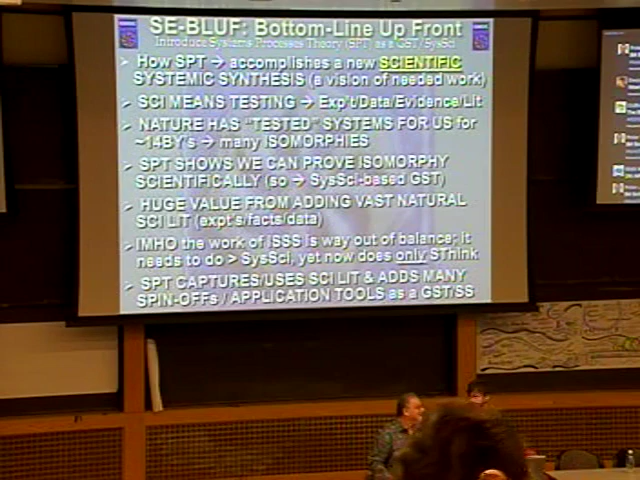 SE-BLUF: Bottom-Line Up Front
Introduce Systems Processes Theory (SPT) as a GST/SysSci
➢ How SPT → accomplishes a new SCIENTIFIC
SYSTEMIC SYNTHESIS (a vision of needed work)
➢ SCI MEANS TESTING → Exp't/Data/Evidence/Lit
➢ NATURE HAS "TESTED" SYSTEMS FOR US for
~14BY's → many ISOMORPHIES
➢ SPT SHOWS WE CAN PROVE ISOMORPHY
SCIENTIFICALLY (so → SysSci-based GST)
➢ HUGE VALUE FROM ADDING VAST NATURAL
SCI LIT (expt's/facts/data)
➢ IMHO the work of ISSS is way out of balance; it
needs to do > SysSci, yet now does only SThink
➢ SPT CAPTURES/USES SCI LIT & ADDS MANY
SPIN-OFFs / APPLICATION TOOLS as a GST/SS